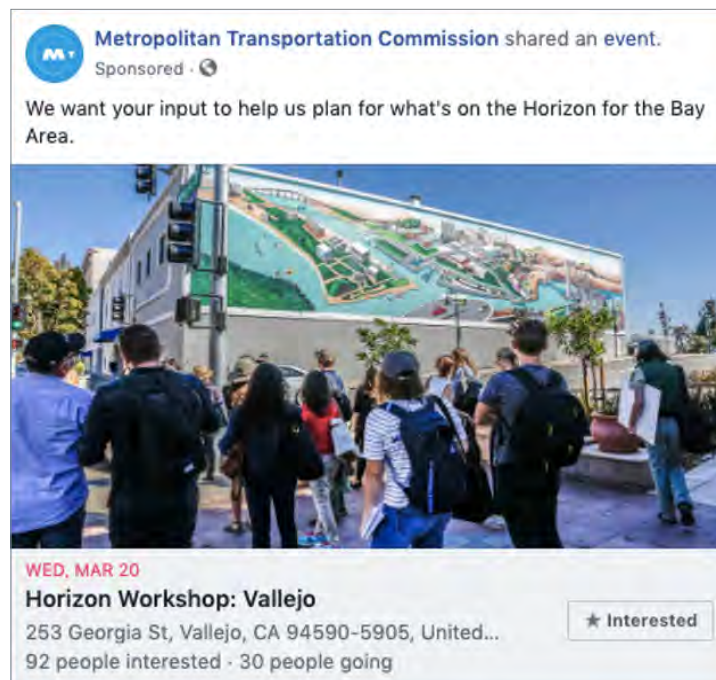 Metropolitan Transportation Commission shared an event.
Sponsored ·
We want your input to help us plan for what's on the Horizon for the Bay
Area.
WED, MAR 20
Horizon Workshop: Vallejo
253 Georgia St, Vallejo, CA 94590-5905, United...
92 people interested · 30 people going
★ Interested